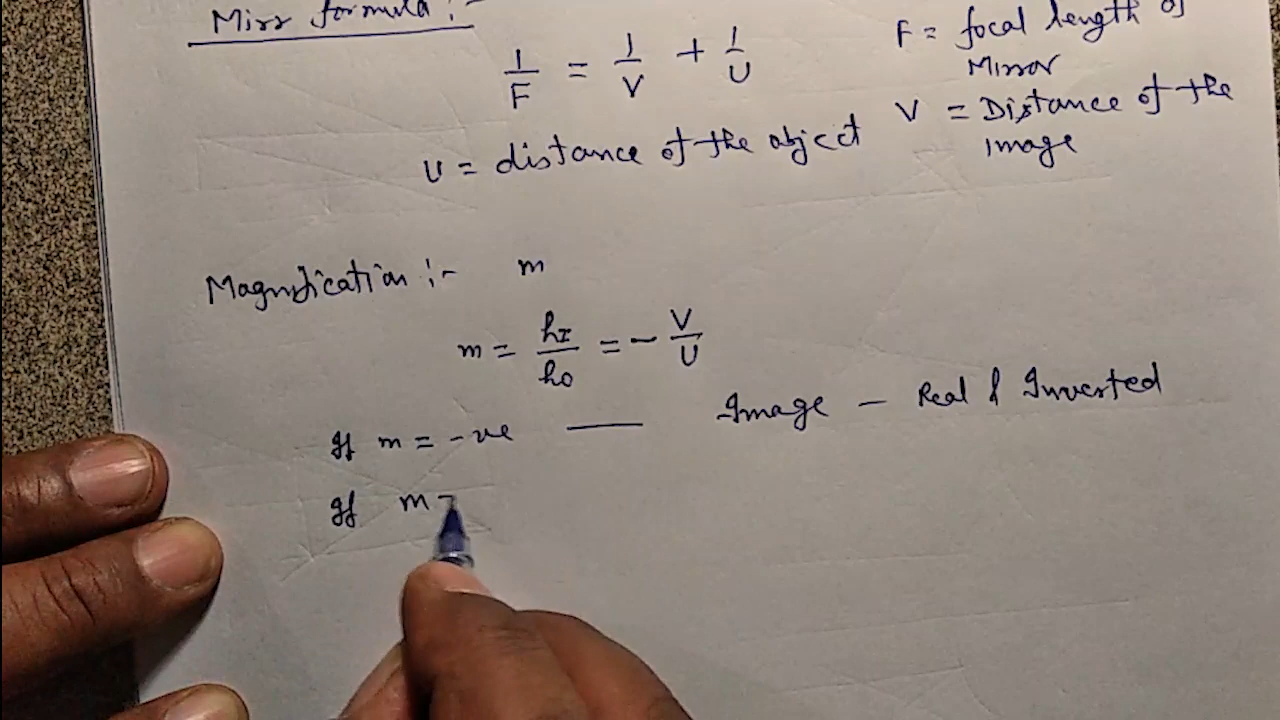 Mirr formula :-
1/F = 1/V + 1/U
F = focal length of
Mirror
V = Distance of the
image
U = distance of the object
Magnification :- m
m = hI/ho = - V/U
If m = -ve —— Image - Real & Inverted
If m =